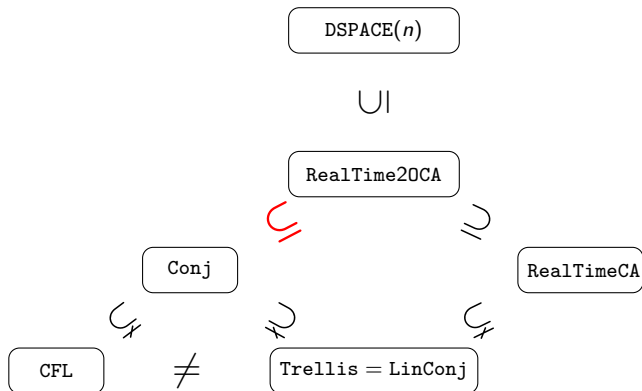 DSPACE(n)
∪|
RealTime2OCA
⊆ ⊇
Conj
RealTimeCA
⊊ ⊋ ⊊
CFL ≠ Trellis = LinConj